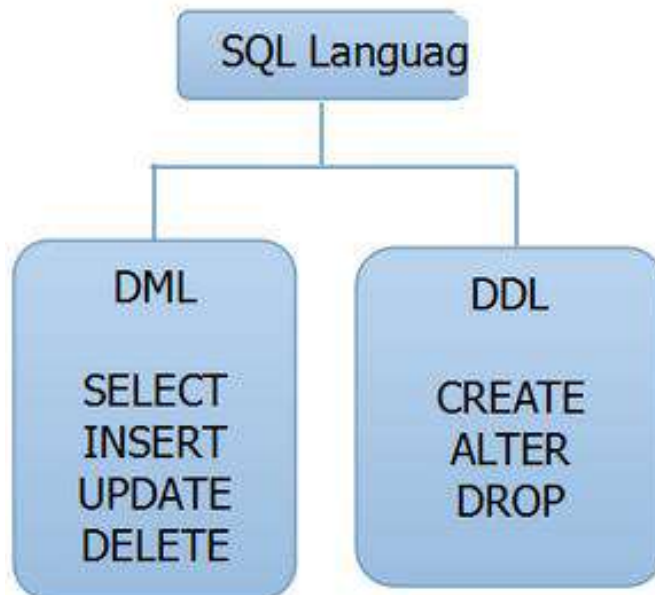 SQL Languag
DML
SELECT
INSERT
UPDATE
DELETE
DDL
CREATE
ALTER
DROP